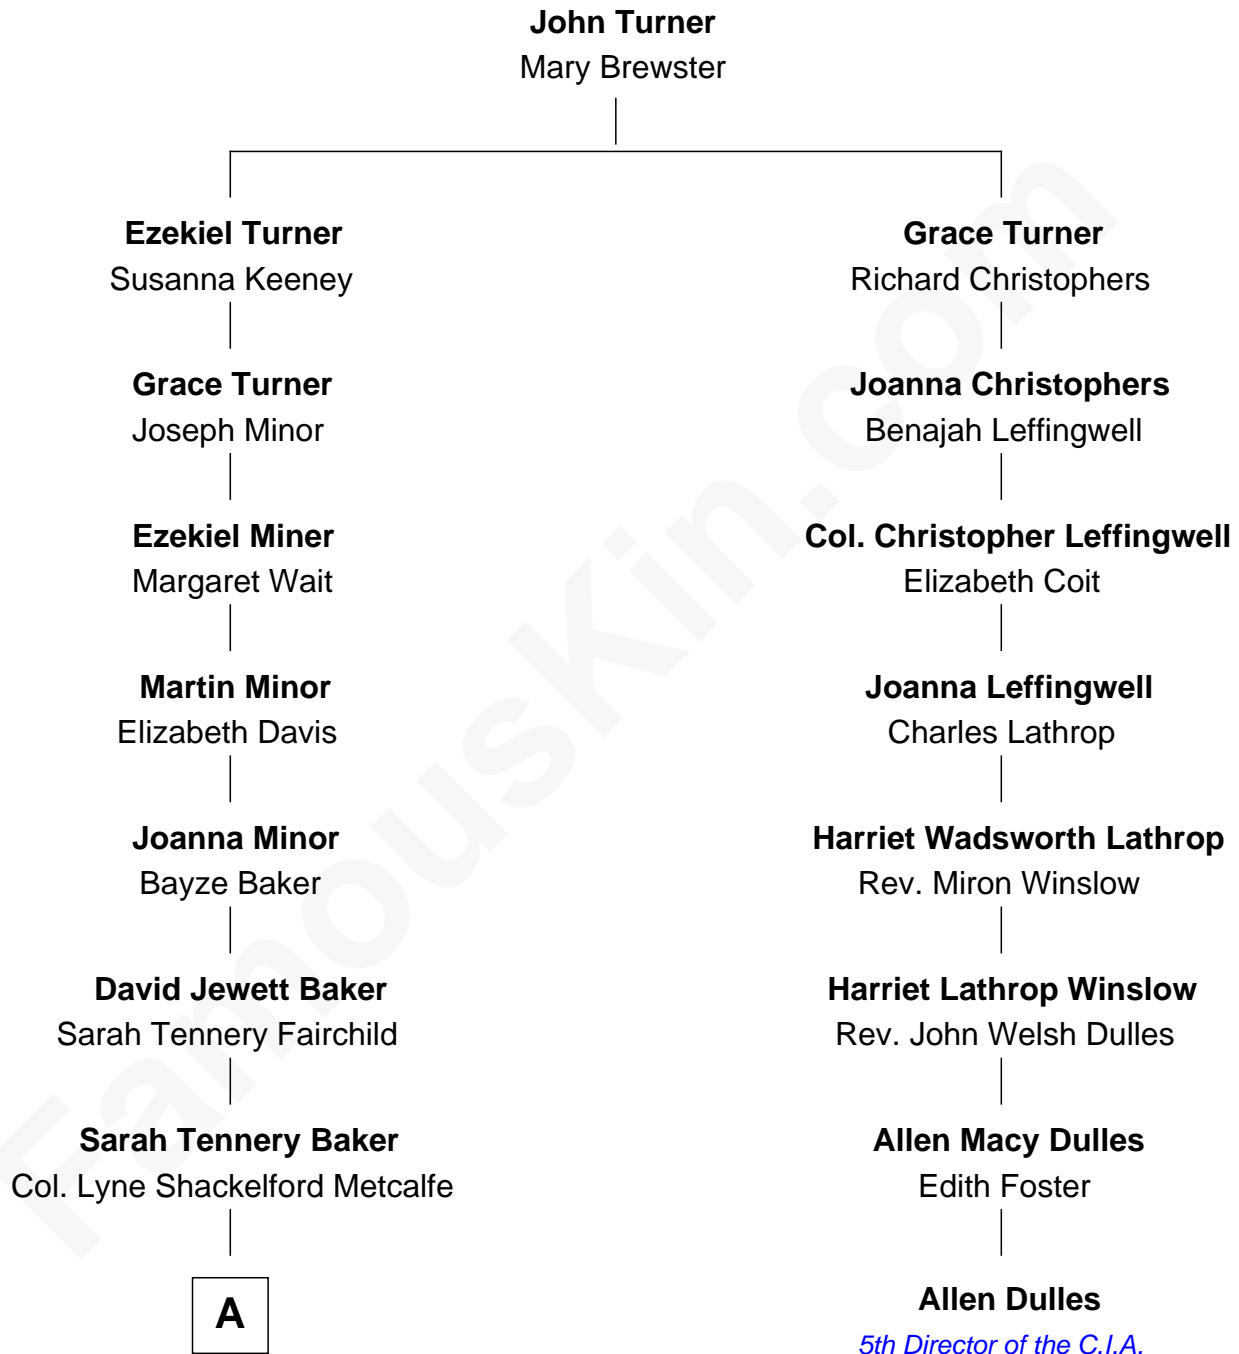 John Turner
Mary Brewster
Ezekiel Turner
Susanna Keeney
Grace Turner
Richard Christophers
Grace Turner
Joseph Minor
Joanna Christophers
Benajah Leffingwell
Ezekiel Miner
Margaret Wait
Col. Christopher Leffingwell
Elizabeth Coit
Martin Minor
Elizabeth Davis
Joanna Leffingwell
Charles Lathrop
Joanna Minor
Bayze Baker
Harriet Wadsworth Lathrop
Rev. Miron Winslow
David Jewett Baker
Sarah Tennery Fairchild
Harriet Lathrop Winslow
Rev. John Welsh Dulles
Sarah Tennery Baker
Col. Lyne Shackelford Metcalfe
Allen Macy Dulles
Edith Foster
A
Allen Dulles
5th Director of the C.I.A.
FamousKin.com